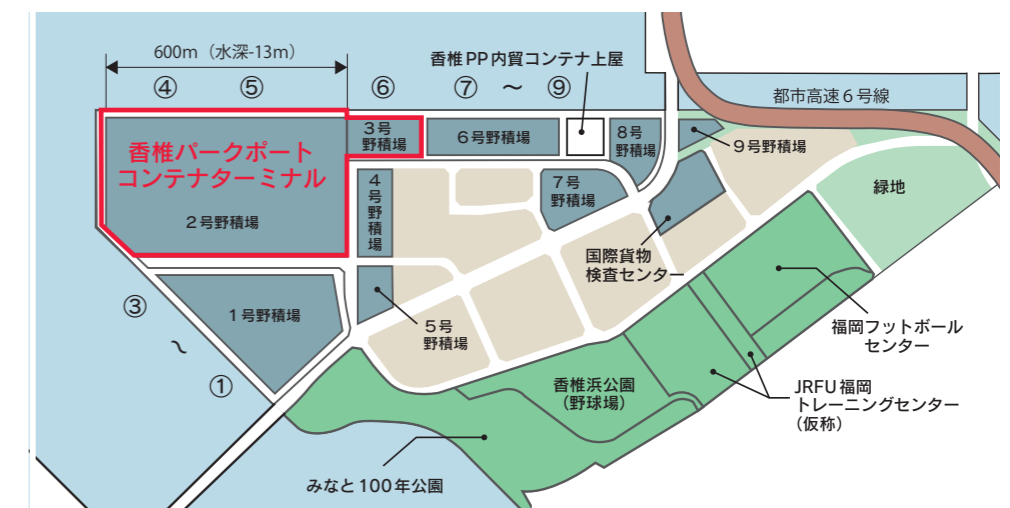 600m（水深-13m）
④
⑤
⑥
⑦
～
⑨
香椎PP内貿コンテナ上屋
都市高速6号線
香椎パークポート
コンテナターミナル
2号野積場
3号
野積場
6号野積場
8号
野積場
9号野積場
4号野積場
7号
野積場
緑地
国際貨物
検査センター
③
～
①
1号野積場
5号
野積場
福岡フットボール
センター
香椎浜公園
（野球場）
JRFU福岡
トレーニングセンター
（仮称）
みなと100年公園